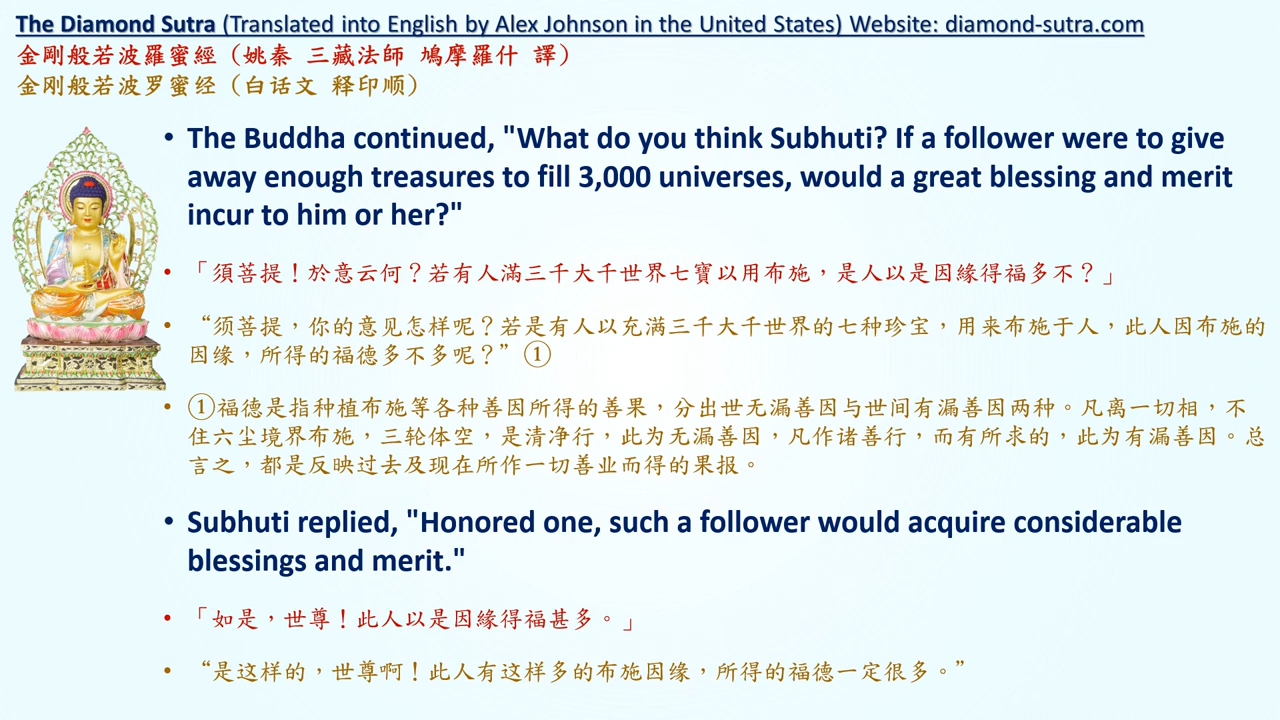 The Diamond Sutra (Translated into English by Alex Johnson in the United States) Website: diamond-sutra.com
金剛般若波羅蜜經（姚秦 三藏法師 鳩摩羅什 譯）
金刚般若波罗蜜经（白话文 释印顺）
• The Buddha continued, "What do you think Subhuti? If a follower were to give
away enough treasures to fill 3,000 universes, would a great blessing and merit
incur to him or her?"
• 「須菩提！於意云何？若有人滿三千大千世界七寶以用布施，是人以是因緣得福多不？」
• “须菩提，你的意见怎样呢？若是有人以充满三千大千世界的七种珍宝，用来布施于人，此人因布施的
因缘，所得的福德多不多呢？”①
• ①福德是指种植布施等各种善因所得的善果，分出世无漏善因与世间有漏善因两种。凡离一切相，不
住六尘境界布施，三轮体空，是清净行，此为无漏善因，凡作诸善行，而有所求的，此为有漏善因。总
言之，都是反映过去及现在所作一切善业而得的果报。
• Subhuti replied, "Honored one, such a follower would acquire considerable
blessings and merit."
• 「如是，世尊！此人以是因緣得福甚多。」
• “是这样的，世尊啊！此人有这样多的布施因缘，所得的福德一定很多。”